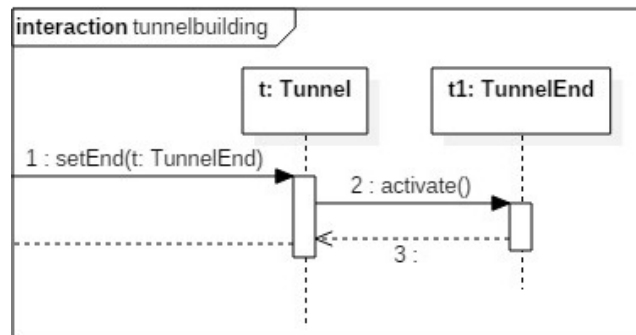 interaction tunnelbuilding
t: Tunnel
t1: TunnelEnd
1 : setEnd(t: TunnelEnd)
2 : activate()
3 :